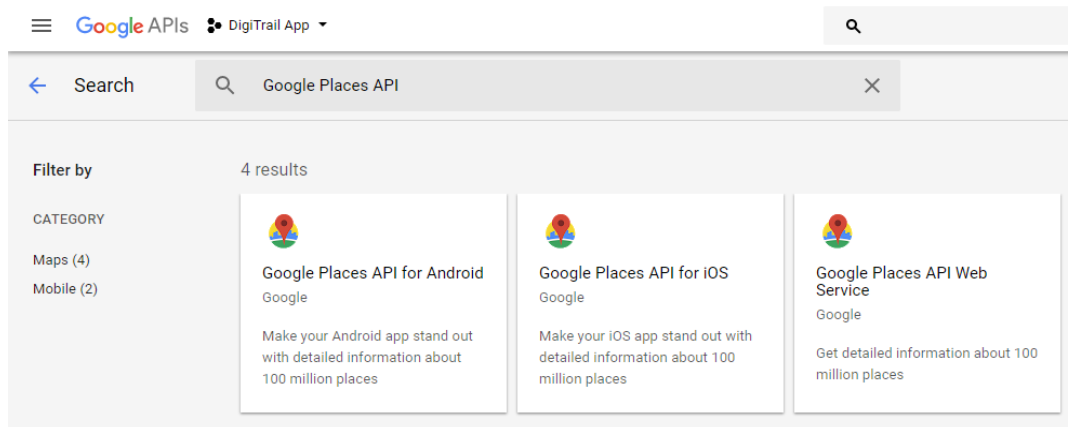 Google APIs DigiTrail App
Search Google Places API
Filter by
4 results
CATEGORY
Maps (4)
Mobile (2)
Google Places API for Android
Google
Make your Android app stand out
with detailed information about
100 million places
Google Places API for iOS
Google
Make your iOS app stand out with
detailed information about 100
million places
Google Places API Web
Service
Google
Get detailed information about 100
million places